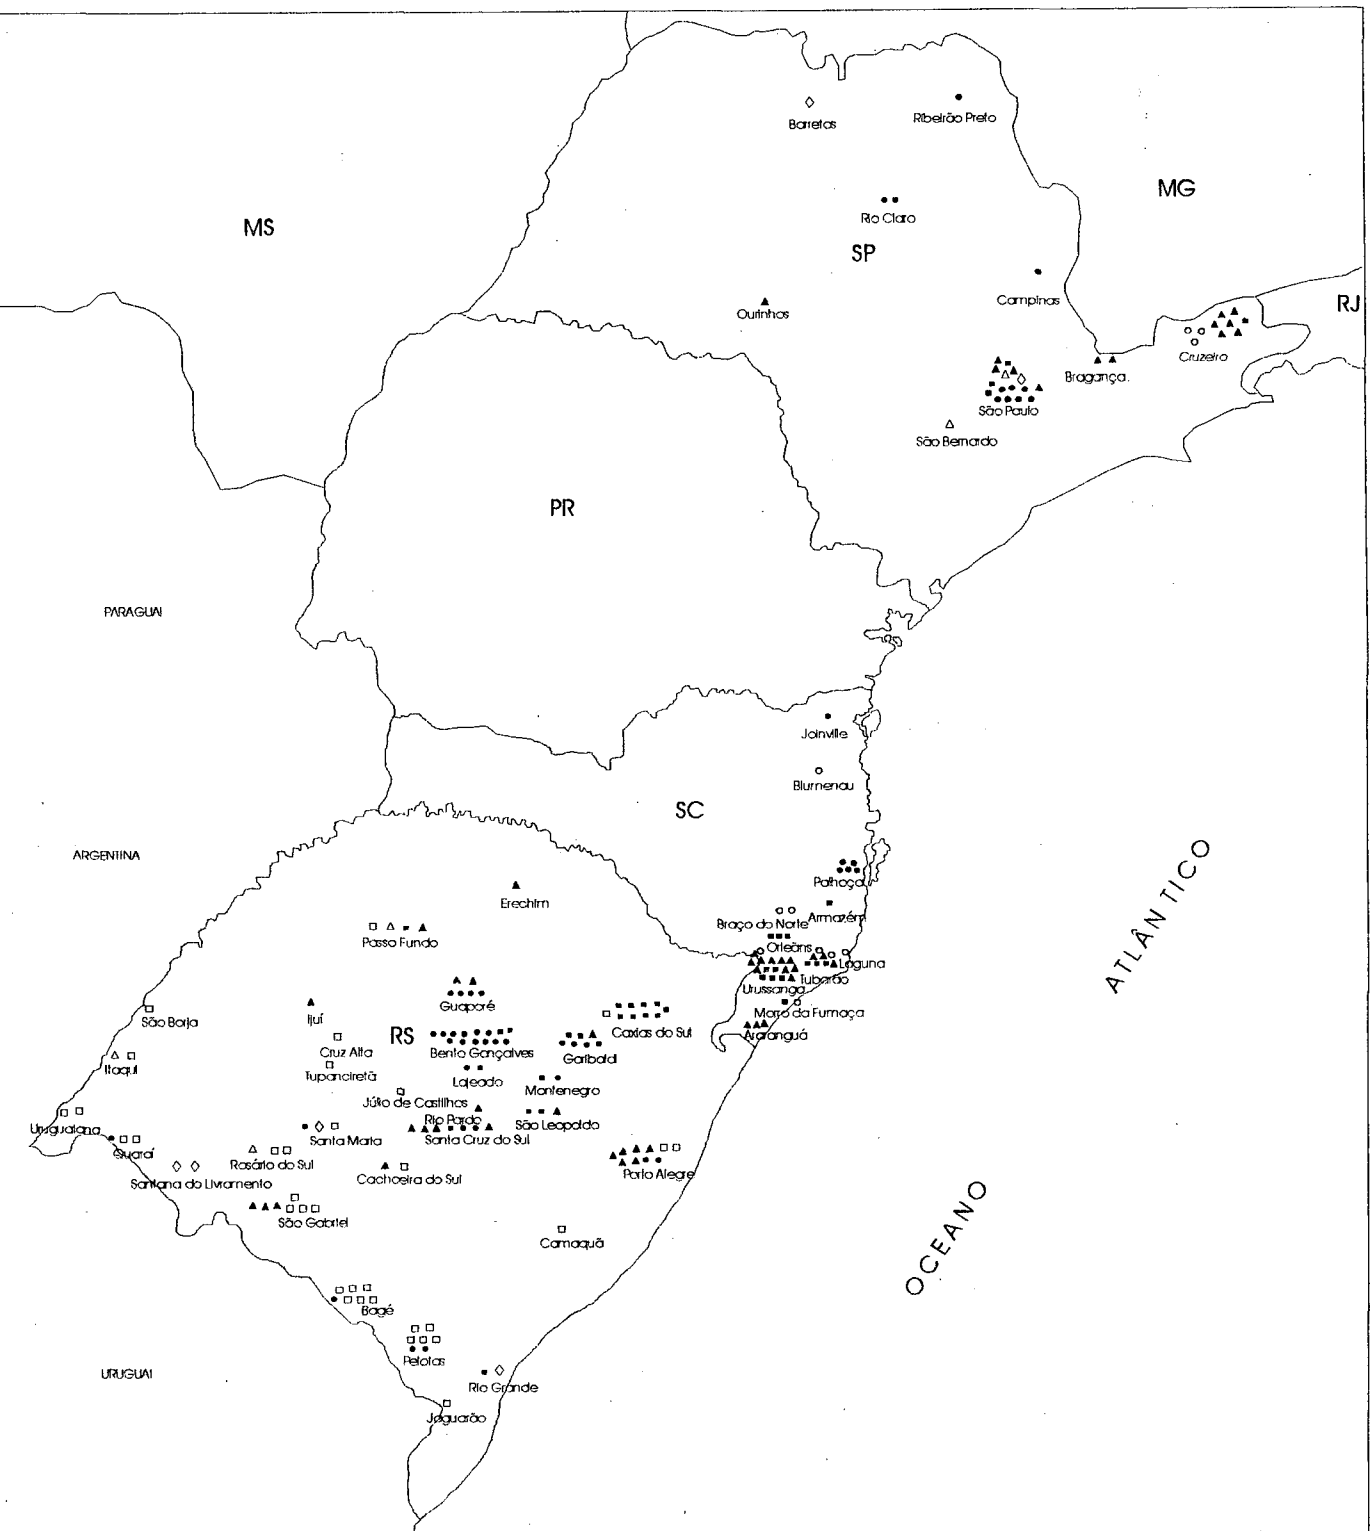 Barretos
Ribeirão Preto
MG
MS
Rio Claro
SP
Campinas
RJ
Ourinhos
Cruzeiro
Bragança
São Paulo
São Bernardo
PR
PARAGUAI
Joinville
Blumenau
SC
ARGENTINA
ATLÂNTICO
Palhoça
Erechim
Armazém
Braço do Norte
Passo Fundo
Orleãns
Laguna
Tubarão
Urussanga
Guaporé
Morro da Fumaça
São Borja
Ijuí
Caxias do Sul
Araranguá
RS
Cruz Alta
Bento Gonçalves
Garibaldi
Itaqui
Tupanciretã
Lajeado
Montenegro
Júlio de Castilhos
Rio Pardo
São Leopoldo
Uruguaiana
Santa Maria
Santa Cruz do Sul
Quaraí
Rosário do Sul
Porto Alegre
Santana do Livramento
Cachoeira do Sul
OCEANO
São Gabriel
Camaquã
Bagé
Pelotas
URUGUAI
Rio Grande
Jaguarão